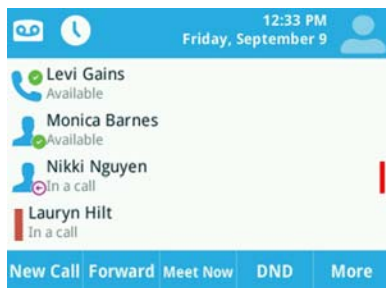 12:33 PM
Friday, September 9
Levi Gains
Available
Monica Barnes
Available
Nikki Nguyen
In a call
Lauryn Hilt
In a call
New Call Forward Meet Now DND More